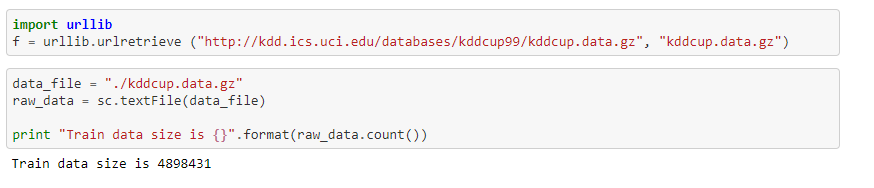 import urllib
f = urllib.urlretrieve ("http://kdd.ics.uci.edu/databases/kddcup99/kddcup.data.gz", "kddcup.data.gz")
data_file = "./kddcup.data.gz"
raw_data = sc.textFile(data_file)
print "Train data size is {}".format(raw_data.count())
Train data size is 4898431